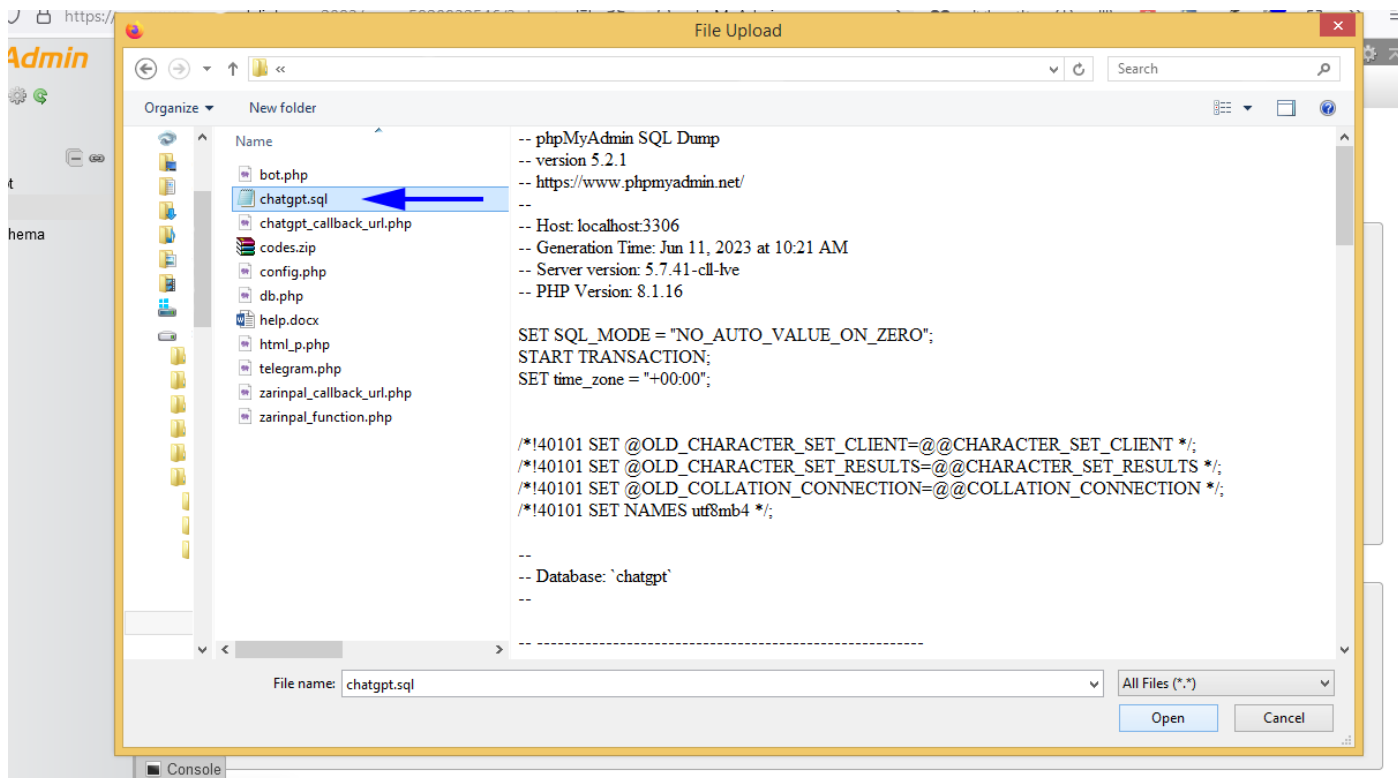 https://
File Upload
Admin
«
Search
Organize
New folder
Name
bot.php
chatgpt.sql
chatgpt_callback_url.php
codes.zip
config.php
db.php
help.docx
html_p.php
telegram.php
zarinpal_callback_url.php
zarinpal_function.php
hema
-- phpMyAdmin SQL Dump
-- version 5.2.1
-- https://www.phpmyadmin.net/
--
-- Host: localhost:3306
-- Generation Time: Jun 11, 2023 at 10:21 AM
-- Server version: 5.7.41-cll-lve
-- PHP Version: 8.1.16
SET SQL_MODE = "NO_AUTO_VALUE_ON_ZERO";
START TRANSACTION;
SET time_zone = "+00:00";
/*!40101 SET @OLD_CHARACTER_SET_CLIENT=@@CHARACTER_SET_CLIENT */;
/*!40101 SET @OLD_CHARACTER_SET_RESULTS=@@CHARACTER_SET_RESULTS */;
/*!40101 SET @OLD_COLLATION_CONNECTION=@@COLLATION_CONNECTION */;
/*!40101 SET NAMES utf8mb4 */;
--
-- Database: `chatgpt`
--
-- --------------------------------------------------------
File name: chatgpt.sql
All Files (*.*)
Open
Cancel
Console